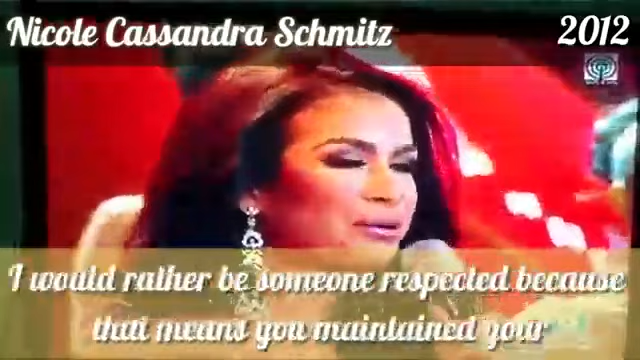 Nicole Cassandra Schmitz
2012
I would rather be someone respected because
that means you maintained your